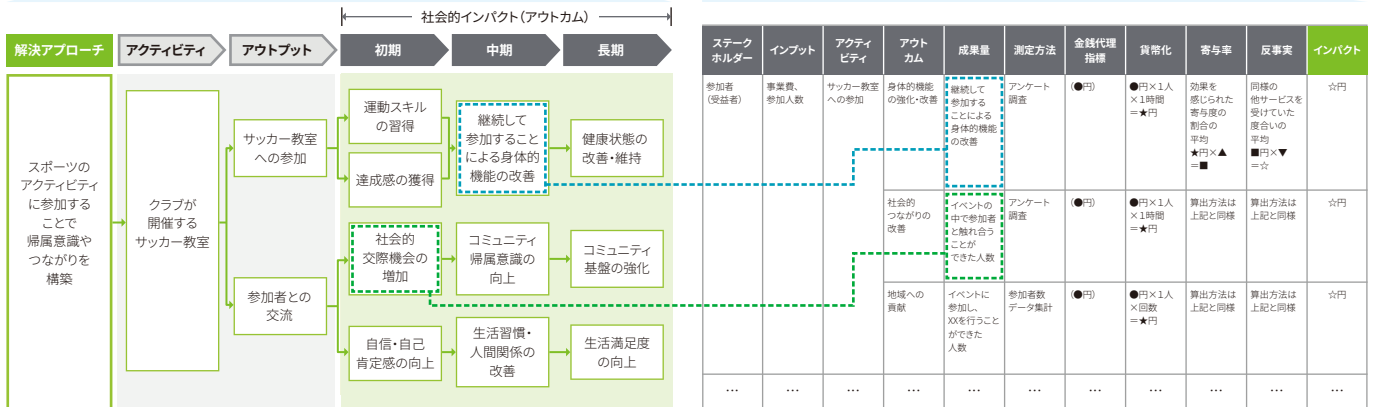 社会的インパクト(アウトカム)
解決アプローチ
アクティビティ
アウトプット
初期
中期
長期
スポーツの
アクティビティ
に参加する
ことで
帰属意識や
つながりを
構築
クラブが
開催する
サッカー教室
サッカー教室
への参加
参加者との
交流
運動スキル
の習得
達成感の獲得
継続して
参加すること
による身体的
機能の改善
健康状態の
改善・維持
社会的
交際機会の
増加
コミュニティ
帰属意識の
向上
コミュニティ
基盤の強化
自信・自己
肯定感の向上
生活習慣・
人間関係の
改善
生活満足度
の向上
ステーク
ホルダー
インプット
アクティ
ビティ
アウト
カム
成果量
測定方法
金銭代理
指標
貨幣化
寄与率
反事実
インパクト
参加者
(受益者)
事業費、
参加人数
サッカー教室
への参加
身体的機能
の強化・改善
継続して
参加する
ことによる
身体的機能
の改善
アンケート
調査
(●円)
●円×1人
×1時間
=★円
効果を
感じられた
寄与度の
割合の
平均
★円×▲
=■
同様の
他サービスを
受けていた
度合いの
平均
■円×▼
=☆
☆円
社会的
つながりの
改善
イベントの
中で参加者
と触れ合う
ことが
できた人数
アンケート
調査
(●円)
●円×1人
×1時間
=★円
算出方法は
上記と同様
算出方法は
上記と同様
☆円
地域への
貢献
イベントに
参加し、
XXを行うこと
ができた
人数
参加者数
データ集計
(●円)
●円×1人
×回数
=★円
算出方法は
上記と同様
算出方法は
上記と同様
☆円
… … … … … … … … … … …